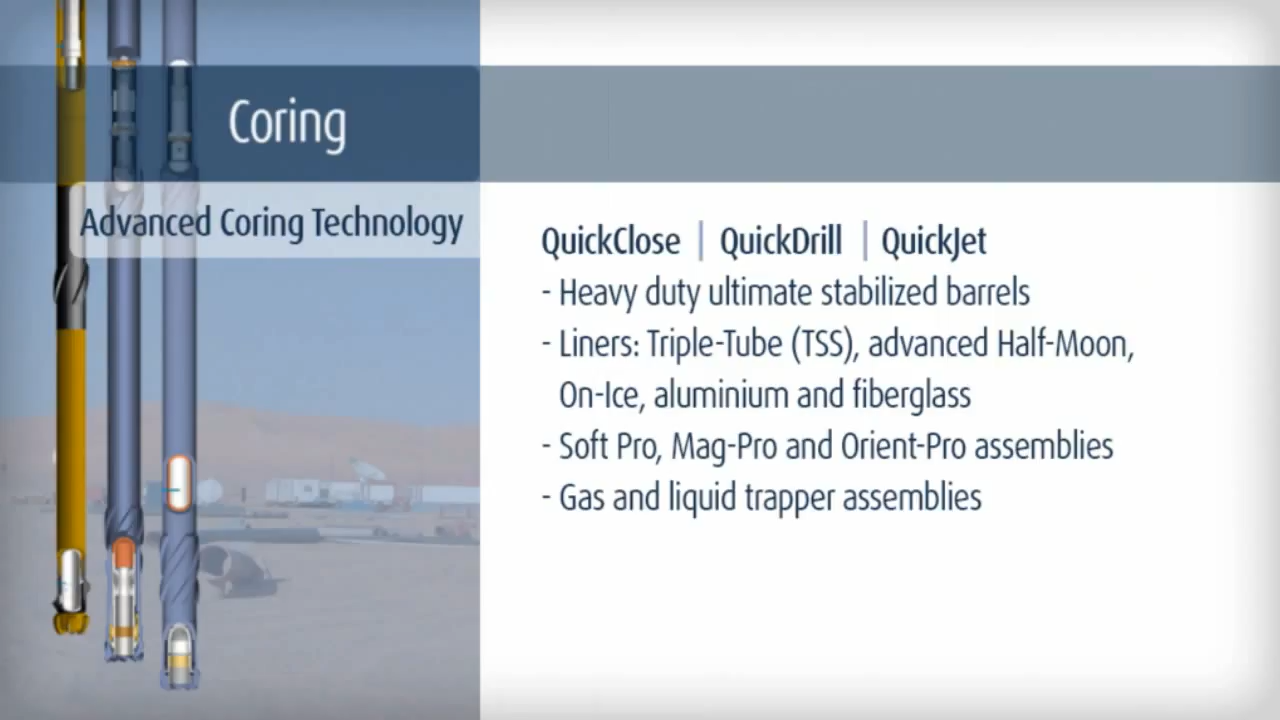 Coring
Advanced Coring Technology
QuickClose | QuickDrill | QuickJet
- Heavy duty ultimate stabilized barrels
- Liners: Triple-Tube (TSS), advanced Half-Moon,
On-Ice, aluminium and fiberglass
- Soft Pro, Mag-Pro and Orient-Pro assemblies
- Gas and liquid trapper assemblies